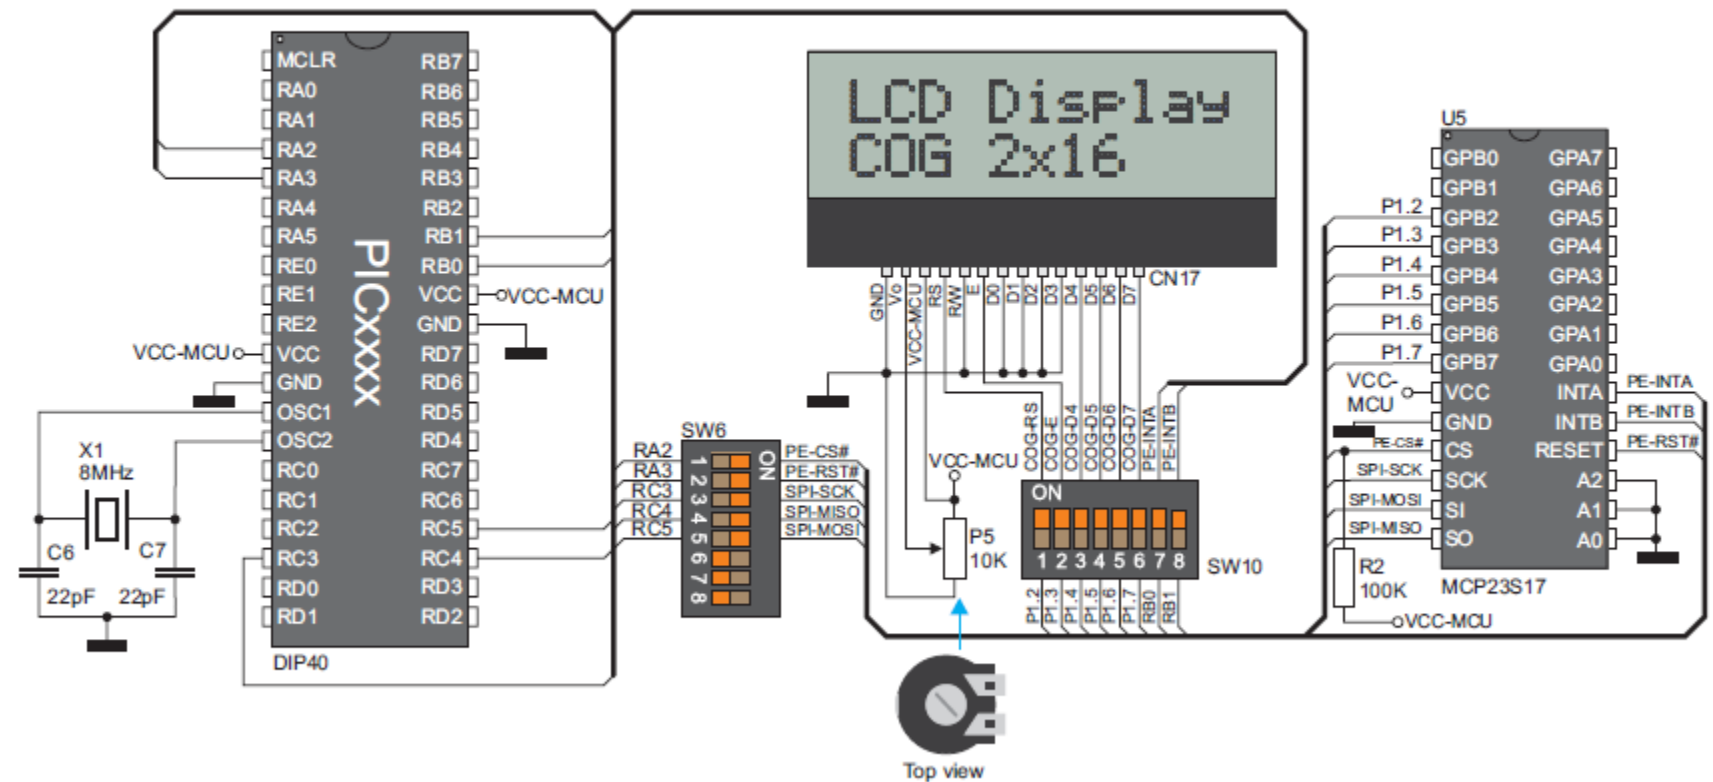 MCLR
RA0
RA1
RA2
RA3
RA4
RA5
RE0
RE1
RE2
VCC
GND
OSC1
OSC2
RC0
RC1
RC2
RC3
RD0
RD1
RB7
RB6
RB5
RB4
RB3
RB2
RB1
RB0
VCC
GND
RD7
RD6
RD5
RD4
RC7
RC6
RC5
RC4
RD3
RD2
PICxxxx
DIP40
VCC-MCU
VCC-MCU
X1
8MHz
C6
C7
22pF
22pF
SW6
RA2
RA3
RC3
RC4
RC5
1
2
3
4
5
6
7
8
ON
PE-CS#
PE-RST#
SPI-SCK
SPI-MISO
SPI-MOSI
LCD Display
COG 2x16
CN17
GND
Vo
VCC-MCU
RS
R/W
E
D0
D1
D2
D3
D4
D5
D6
D7
COG-RS
COG-E
COG-D4
COG-D5
COG-D6
COG-D7
PE-INTA
PE-INTB
VCC-MCU
P5
10K
ON
1 2 3 4 5 6 7 8
SW10
P1.2
P1.3
P1.4
P1.5
P1.6
P1.7
RB0
RB1
Top view
U5
P1.2
P1.3
P1.4
P1.5
P1.6
P1.7
VCC-
MCU
PE-CS#
SPI-SCK
SPI-MOSI
SPI-MISO
GPB0
GPB1
GPB2
GPB3
GPB4
GPB5
GPB6
GPB7
VCC
GND
CS
SCK
SI
SO
GPA7
GPA6
GPA5
GPA4
GPA3
GPA2
GPA1
GPA0
INTA
INTB
RESET
A2
A1
A0
PE-INTA
PE-INTB
PE-RST#
MCP23S17
R2
100K
VCC-MCU